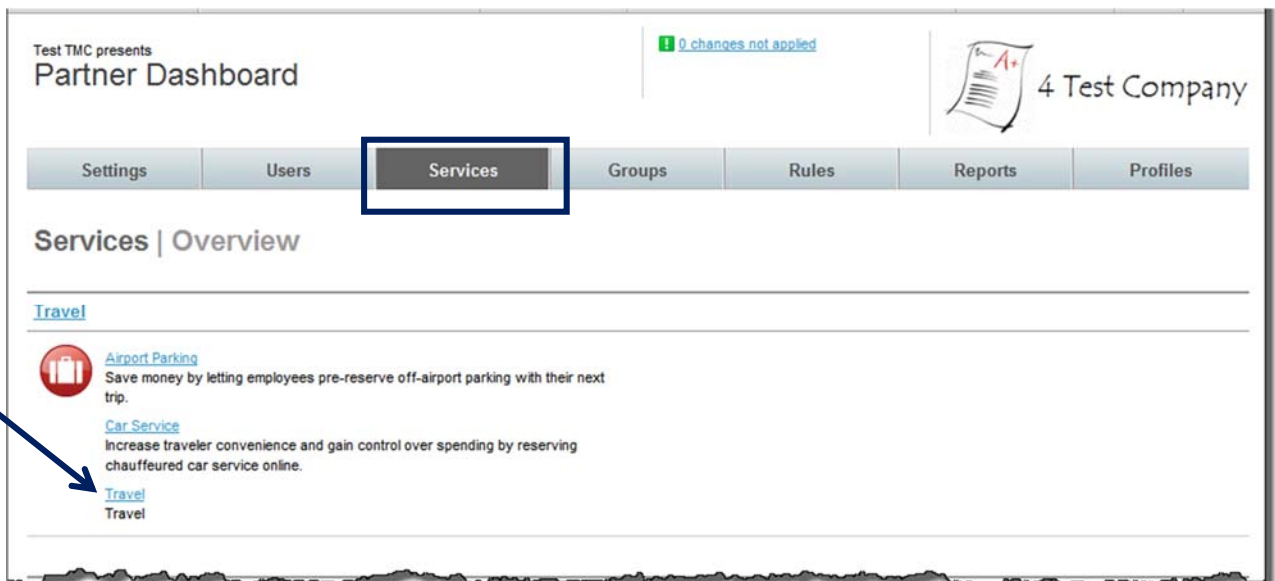 Test TMC presents
Partner Dashboard
0 changes not applied
A+
4 Test Company
Settings Users Services Groups Rules Reports Profiles
Services | Overview
Travel
Airport Parking
Save money by letting employees pre-reserve off-airport parking with their next
trip.
Car Service
Increase traveler convenience and gain control over spending by reserving
chauffeured car service online.
Travel
Travel